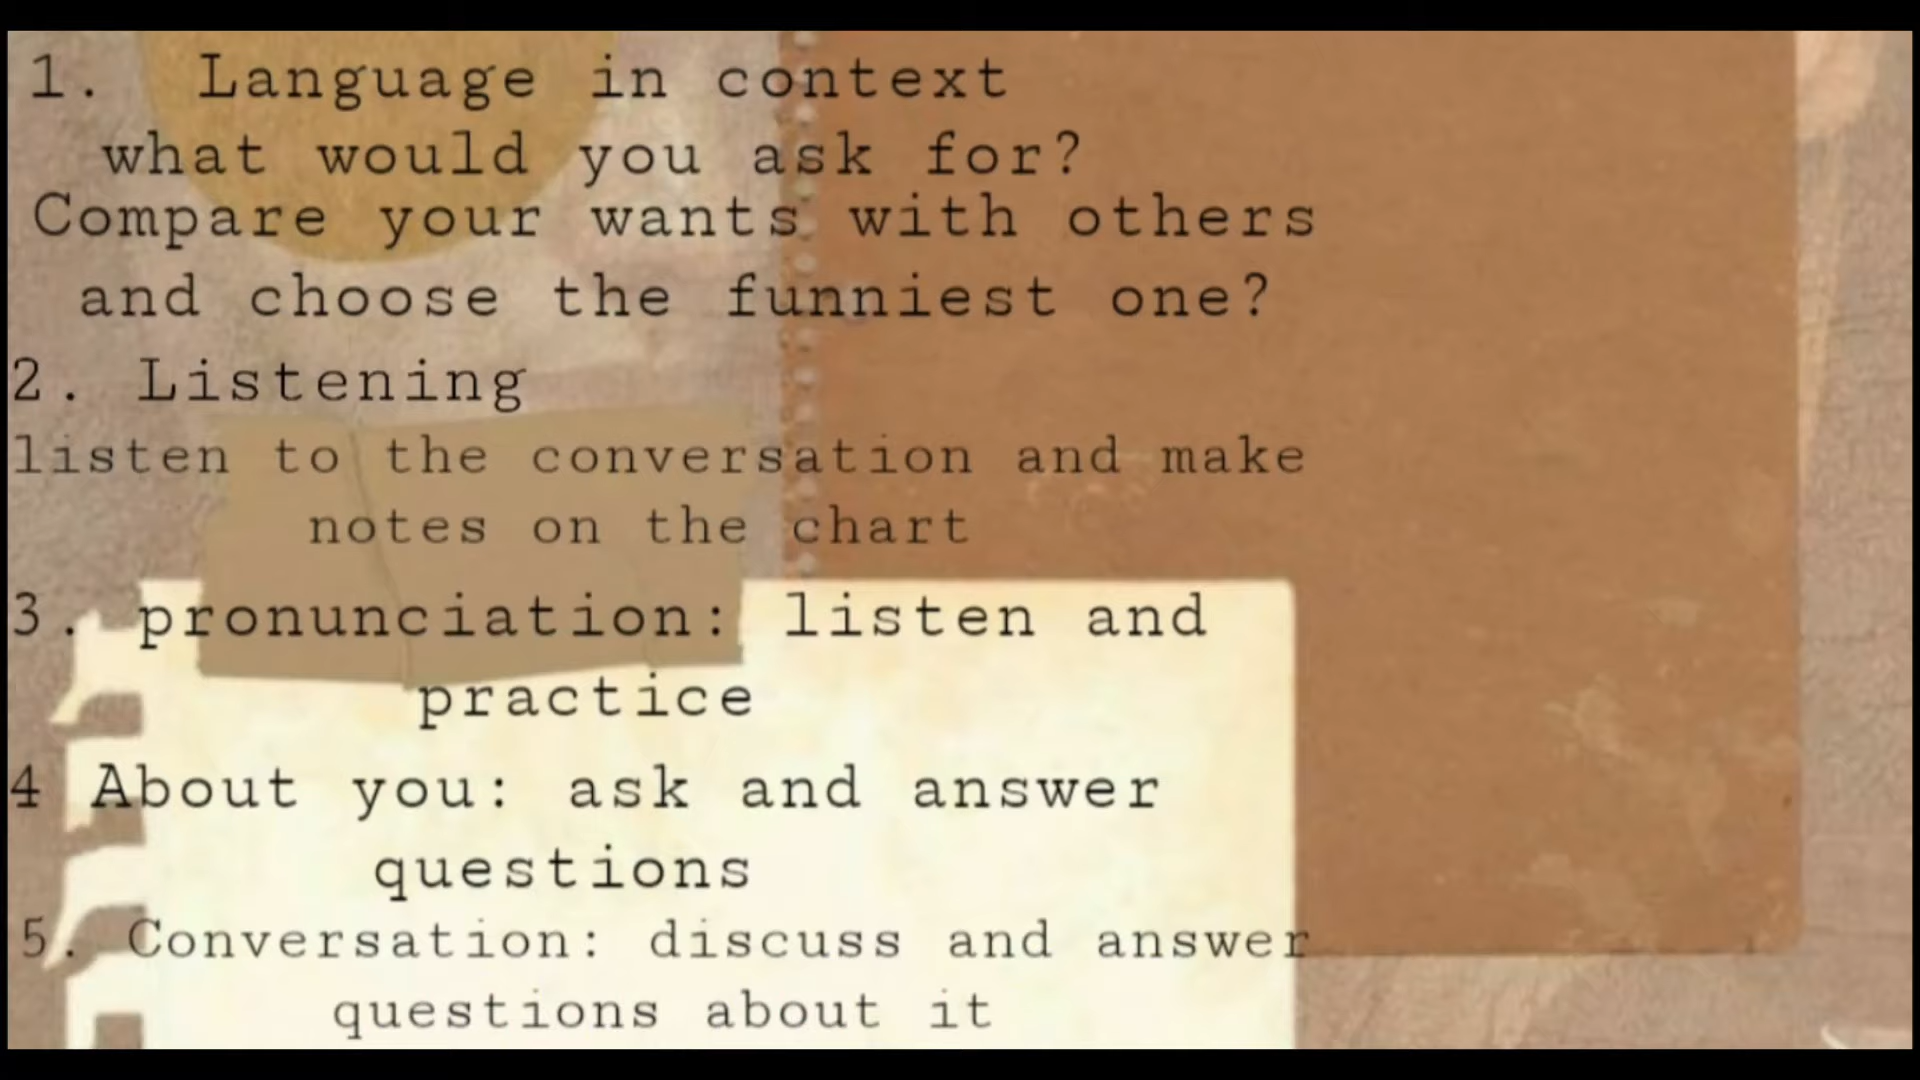 1. Language in context
what would you ask for?
Compare your wants with others
and choose the funniest one?
2. Listening
listen to the conversation and make
notes on the chart
3. pronunciation: listen and
practice
4 About you: ask and answer
questions
5. Conversation: discuss and answer
questions about it